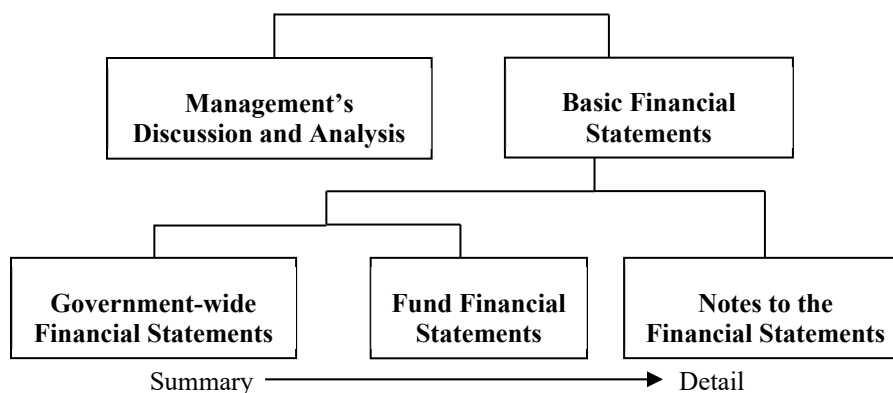 Management’s
Discussion and Analysis
Basic Financial
Statements
Government-wide
Financial Statements
Fund Financial
Statements
Notes to the
Financial Statements
Summary
Detail